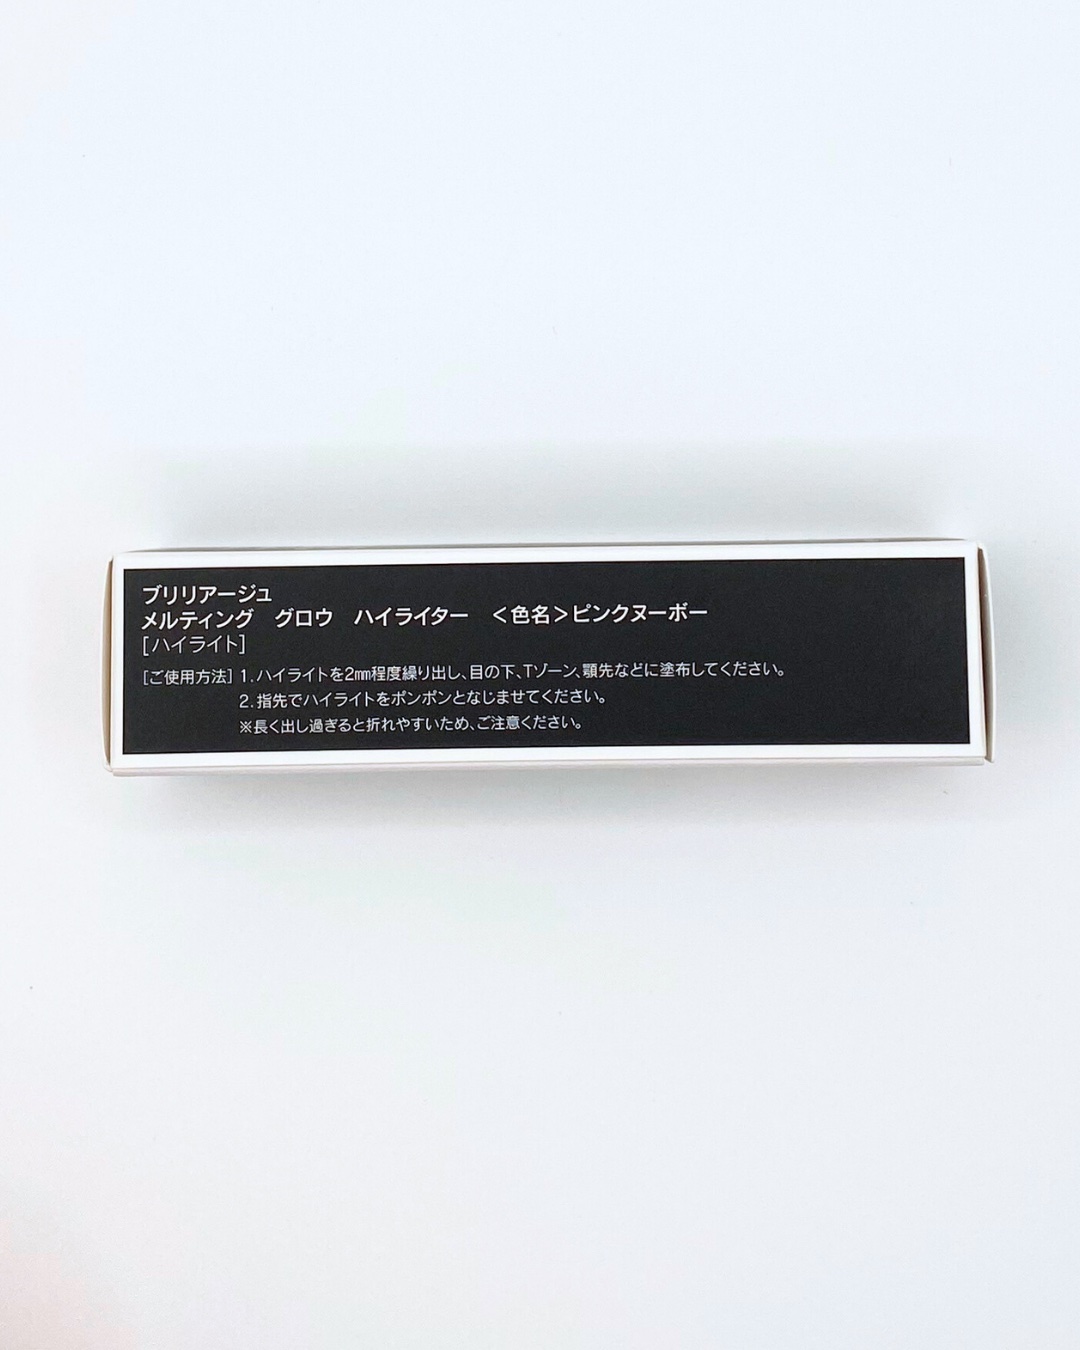 ブリリアージュ
メルティング　グロウ　ハイライター　＜色名＞ピンクヌーボー
[ハイライト]
[ご使用方法] 1. ハイライトを2㎜程度繰り出し、目の下、Tゾーン、顎先などに塗布してください。
2. 指先でハイライトをポンポンとなじませてください。
※長く出し過ぎると折れやすいため、ご注意ください。